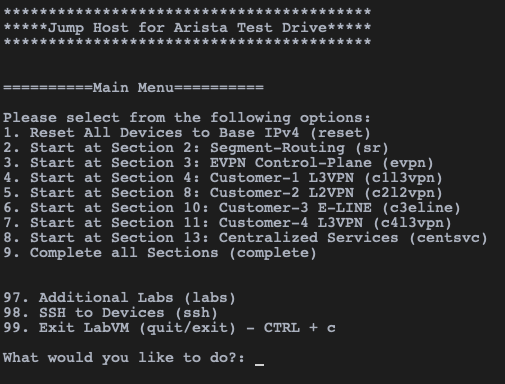 *****************************************
*****Jump Host for Arista Test Drive*****
*****************************************
==========Main Menu==========
Please select from the following options:
1. Reset All Devices to Base IPv4 (reset)
2. Start at Section 2: Segment-Routing (sr)
3. Start at Section 3: EVPN Control-Plane (evpn)
4. Start at Section 4: Customer-1 L3VPN (c1l3vpn)
5. Start at Section 8: Customer-2 L2VPN (c2l2vpn)
6. Start at Section 10: Customer-3 E-LINE (c3eline)
7. Start at Section 11: Customer-4 L3VPN (c4l3vpn)
8. Start at Section 13: Centralized Services (centsvc)
9. Complete all Sections (complete)
97. Additional Labs (labs)
98. SSH to Devices (ssh)
99. Exit LabVM (quit/exit) - CTRL + c
What would you like to do?: _